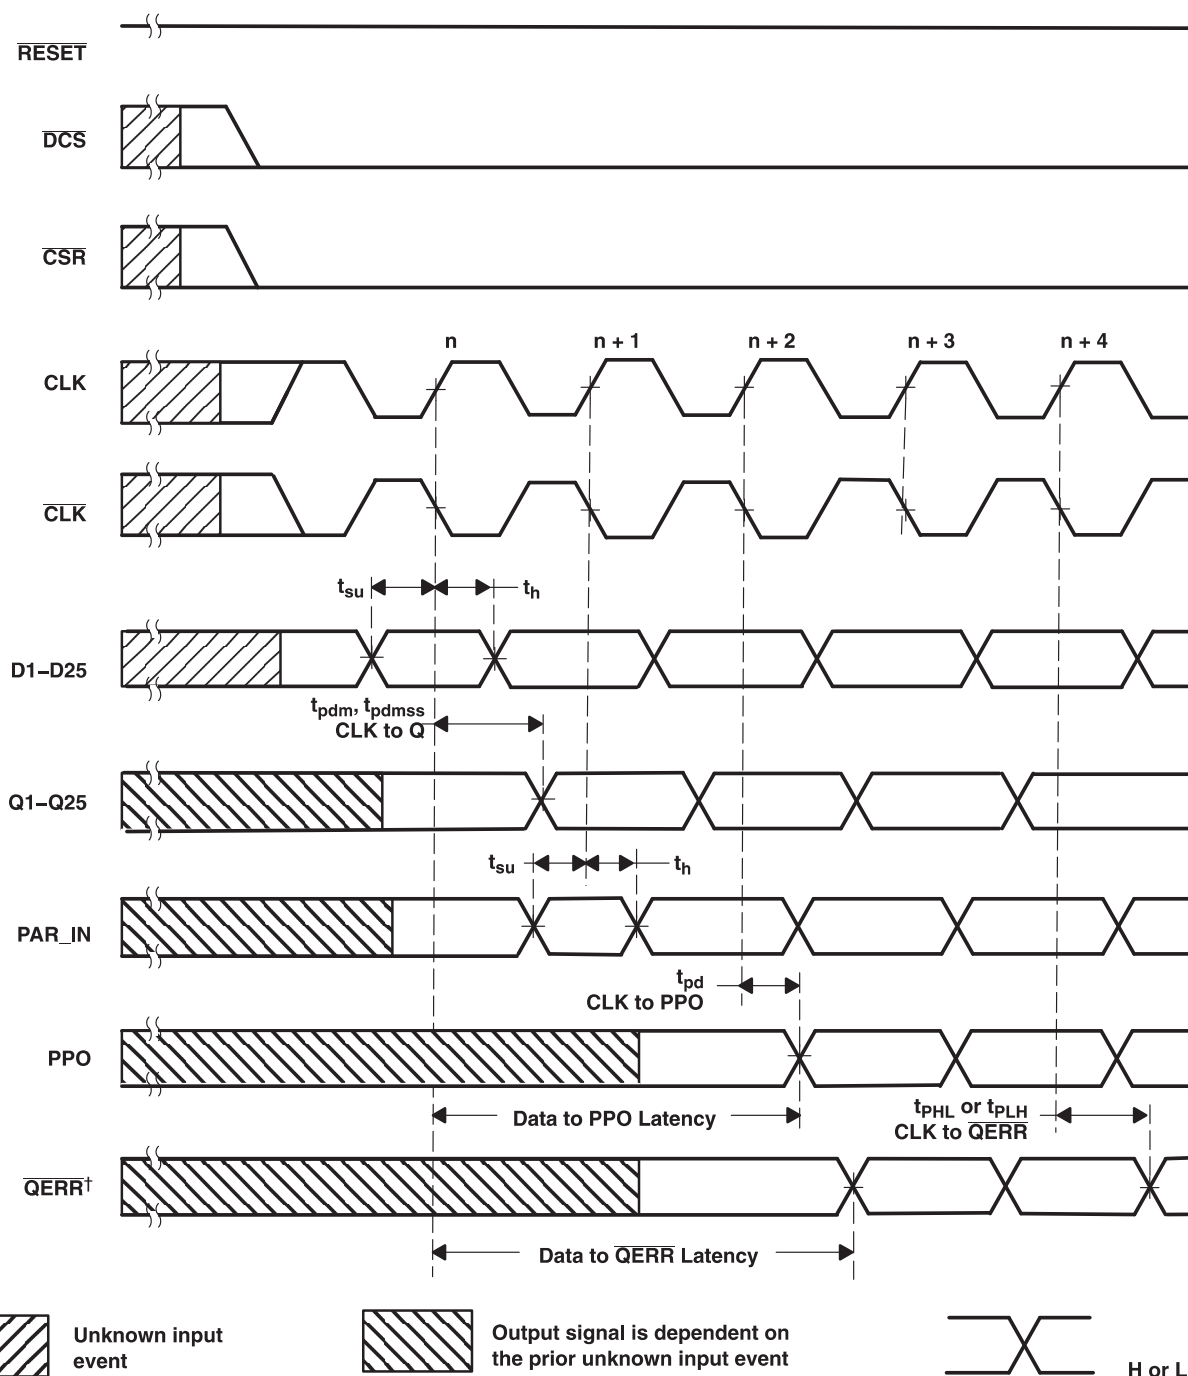 RESET
DCS
CSR
n n + 1 n + 2 n + 3 n + 4
CLK
CLK
tsu th
D1–D25
tpdm, tpdmss
CLK to Q
Q1–Q25
tsu th
PAR_IN
tpd
CLK to PPO
PPO
Data to PPO Latency
tPHL or tPLH
CLK to QERR
QERR†
Data to QERR Latency
Unknown input
event
Output signal is dependent on
the prior unknown input event
H or L